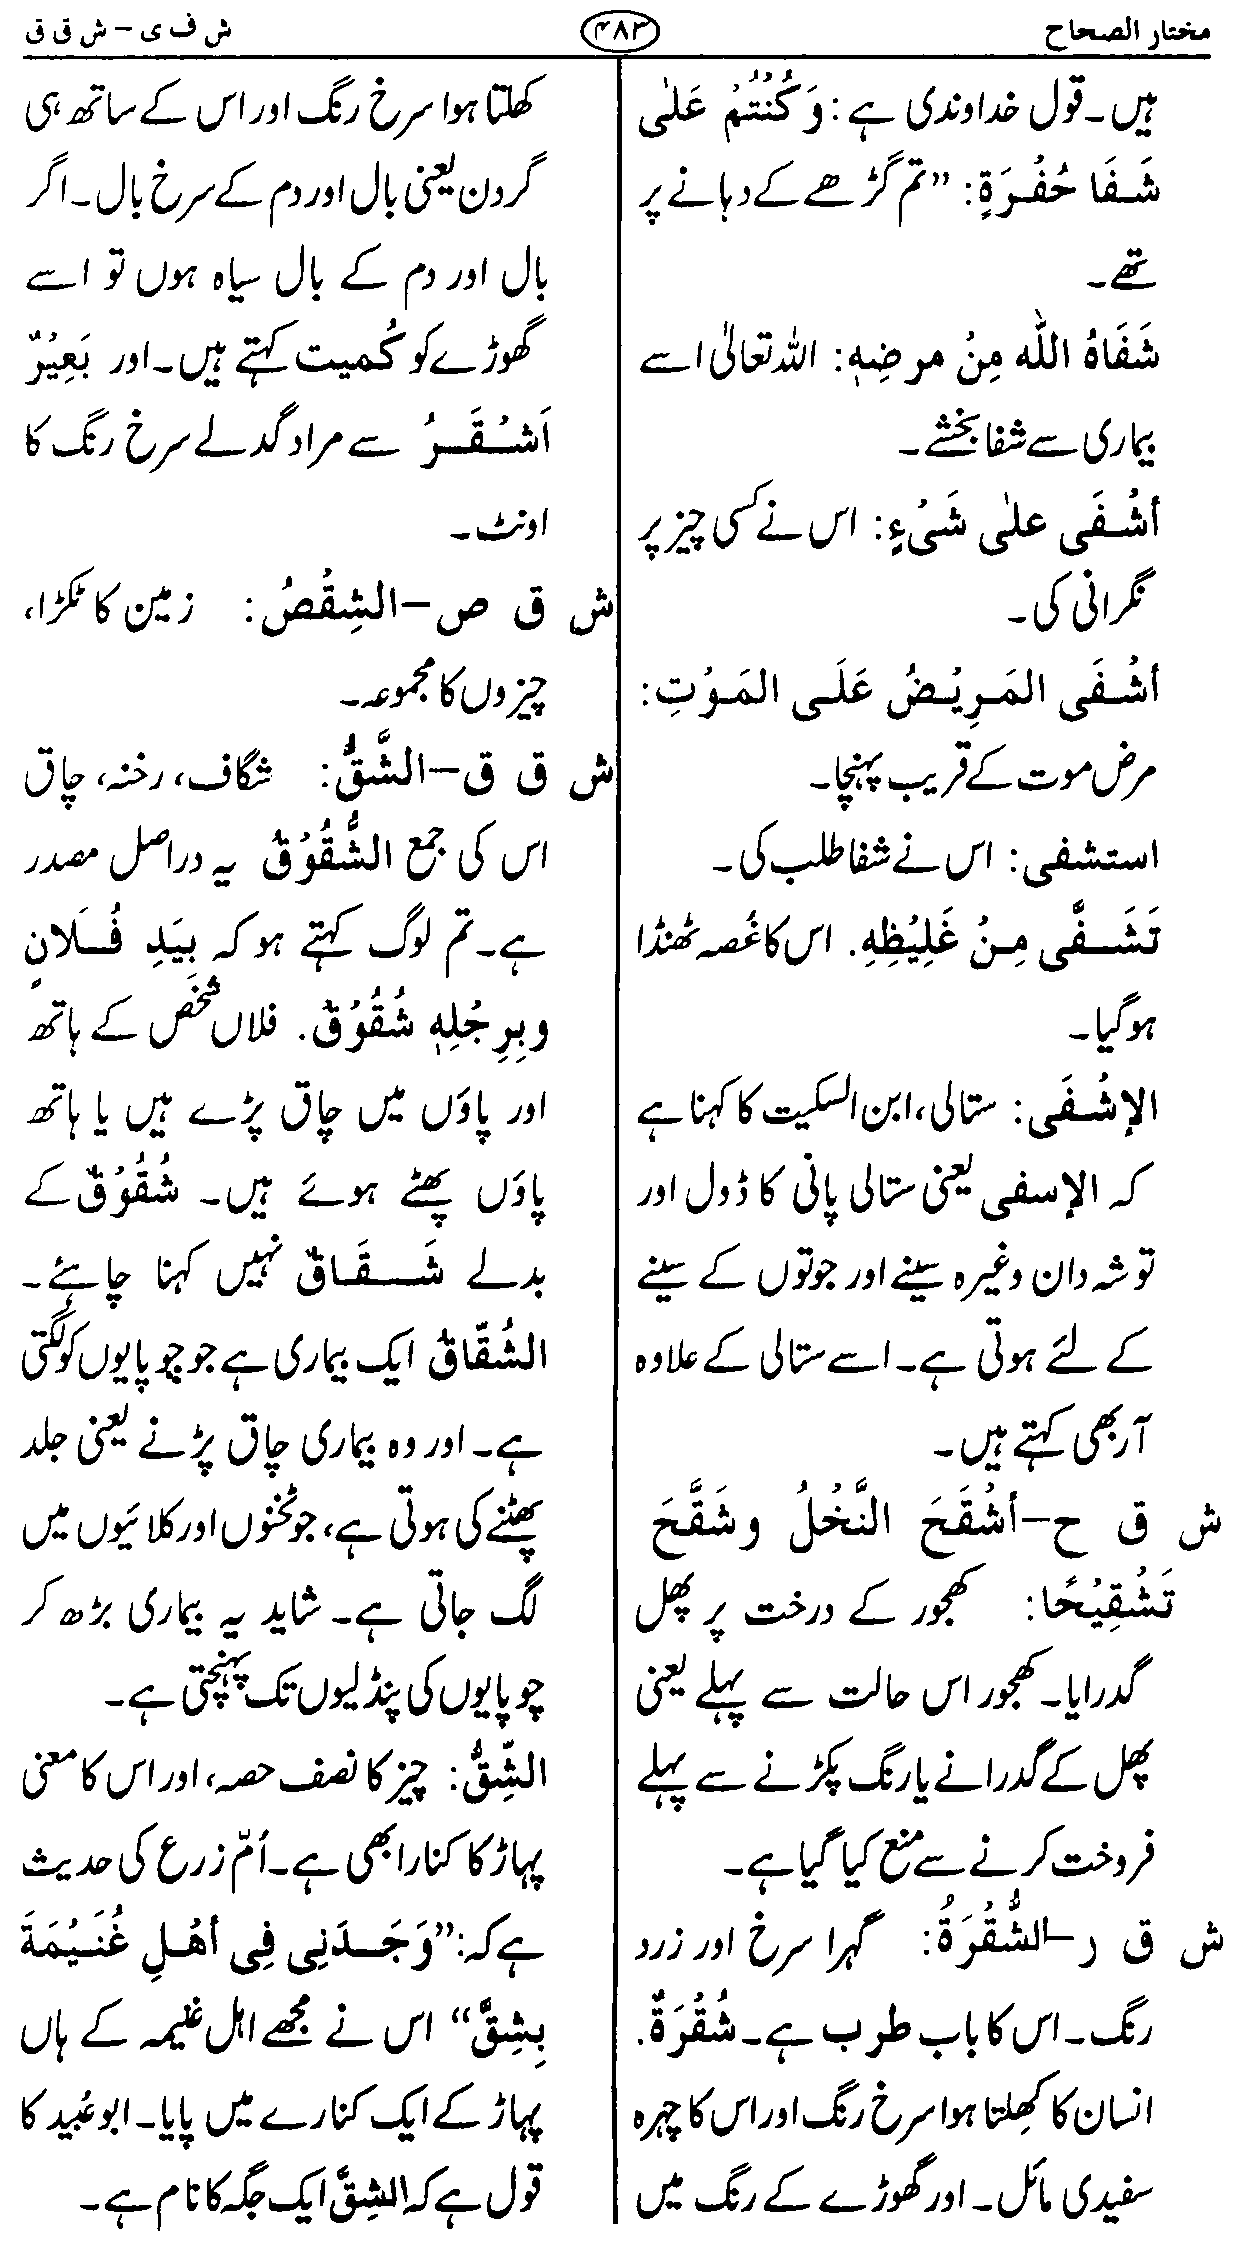 مختار الصحاح
۴۸۳
ش ف ی – ش ق ق
ہیں۔ قول خداوندی ہے: وَكُنْتُمْ عَلٰى
شَفَا حُفْرَةٍ: ”تم گڑھے کے دہانے پر
تھے۔
شَفَاهُ اللّٰه مِنْ مرضِهٖ: اللہ تعالیٰ اسے
بیماری سے شفا بخشے۔
أشْفَى علٰى شَىْءٍ: اس نے کسی چیز پر
نگرانی کی۔
أشْفَى المَرِيْضُ عَلَى المَوْتِ:
مرض موت کے قریب پہنچا۔
استشفى: اس نے شفا طلب کی۔
تَشَفَّى مِنْ غَلِيْظِهِ. اس کا غصہ ٹھنڈا
ہوگیا۔
الإشْفَى: ستالی، ابن السکیت کا کہنا ہے
کہ الإسفى یعنی ستالی پانی کا ڈول اور
توشہ دان وغیرہ سینے اور جوتوں کے سینے
کے لئے ہوتی ہے۔ اسے ستالی کے علاوہ
آر بھی کہتے ہیں۔
ش ق ح – أشْقَحَ النَّخْلُ وشَقَّحَ
تَشْقِيْحًا: کھجور کے درخت پر پھل
گدرایا۔ کھجور اس حالت سے پہلے یعنی
پھل کے گدرانے یا رنگ پکڑنے سے پہلے
فروخت کرنے سے منع کیا گیا ہے۔
ش ق ر – الشُّقْرَةُ: گہرا سرخ اور زرد
رنگ۔ اس کا باب طرب ہے۔ شُقْرَةٌ.
انسان کا کھِلتا ہوا سرخ رنگ اور اس کا چہرہ
سفیدی مائل۔ اور گھوڑے کے رنگ میں
کھلتا ہوا سرخ رنگ اور اس کے ساتھ ہی
گردن یعنی بال اور دم کے سرخ بال۔ اگر
بال اور دم کے بال سیاہ ہوں تو اسے
گھوڑے کو كُميت کہتے ہیں۔ اور بَعِيْرٌ
اَشْقَرُ سے مراد گدلے سرخ رنگ کا
اونٹ۔
ش ق ص – الشِقْصُ: زمین کا ٹکڑا،
چیزوں کا مجموعہ۔
ش ق ق – الشَّقُّ: شگاف، رخنہ، چاق
اس کی جمع الشُّقُوْقُ یہ دراصل مصدر
ہے۔ تم لوگ کہتے ہو کہ بِيَدِ فُلَانٍ
وبِرِجْلِهٖ شُقُوْقٌ. فلاں شخص کے ہاتھ
اور پاؤں میں چاق پڑے ہیں یا ہاتھ
پاؤں پھٹے ہوئے ہیں۔ شُقُوْقٌ کے
بدلے شَقَاقٌ نہیں کہنا چاہئے۔
الشُقّاقُ ایک بیماری ہے جو چوپایوں کو لگتی
ہے۔ اور وہ بیماری چاق پڑنے یعنی جلد
پھٹنے کی ہوتی ہے، جو ٹخنوں اور کلائیوں میں
لگ جاتی ہے۔ شاید یہ بیماری بڑھ کر
چوپایوں کی پنڈلیوں تک پہنچتی ہے۔
الشِّقُّ: چیز کا نصف حصہ، اور اس کا معنی
پہاڑ کا کنارا بھی ہے۔ اُمّ زرع کی حدیث
ہے کہ: ”وَجَدَنِي فِي أهْلِ غُنَيْمَةَ
بِشِقٍّ“ اس نے مجھے اہل غنیمہ کے ہاں
پہاڑ کے ایک کنارے میں پایا۔ ابو عُبید کا
قول ہے کہ الشِقّ ایک جگہ کا نام ہے۔